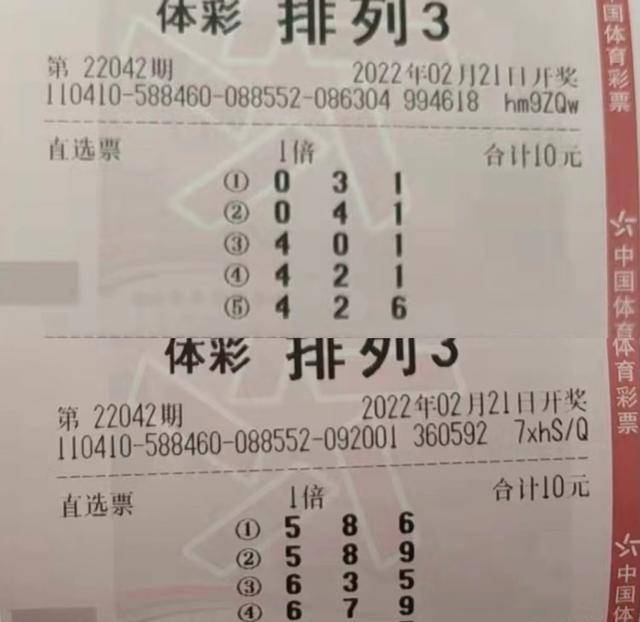 体彩 排列3
第 22042期 2022年02月21日开奖
110410-588460-088552-086304 994618 hm9ZQw
直选票 1倍 合计10元
① 0 3 1
② 0 4 1
③ 4 0 1
④ 4 2 1
⑤ 4 2 6
体彩 排列3
第 22042期 2022年02月21日开奖
110410-588460-088552-092001 360592 7xhS/Q
直选票 1倍 合计10元
① 5 8 6
② 5 8 9
③ 6 3 5
④ 6 7 9
国体育彩票
中国体育
体育彩票
中国体